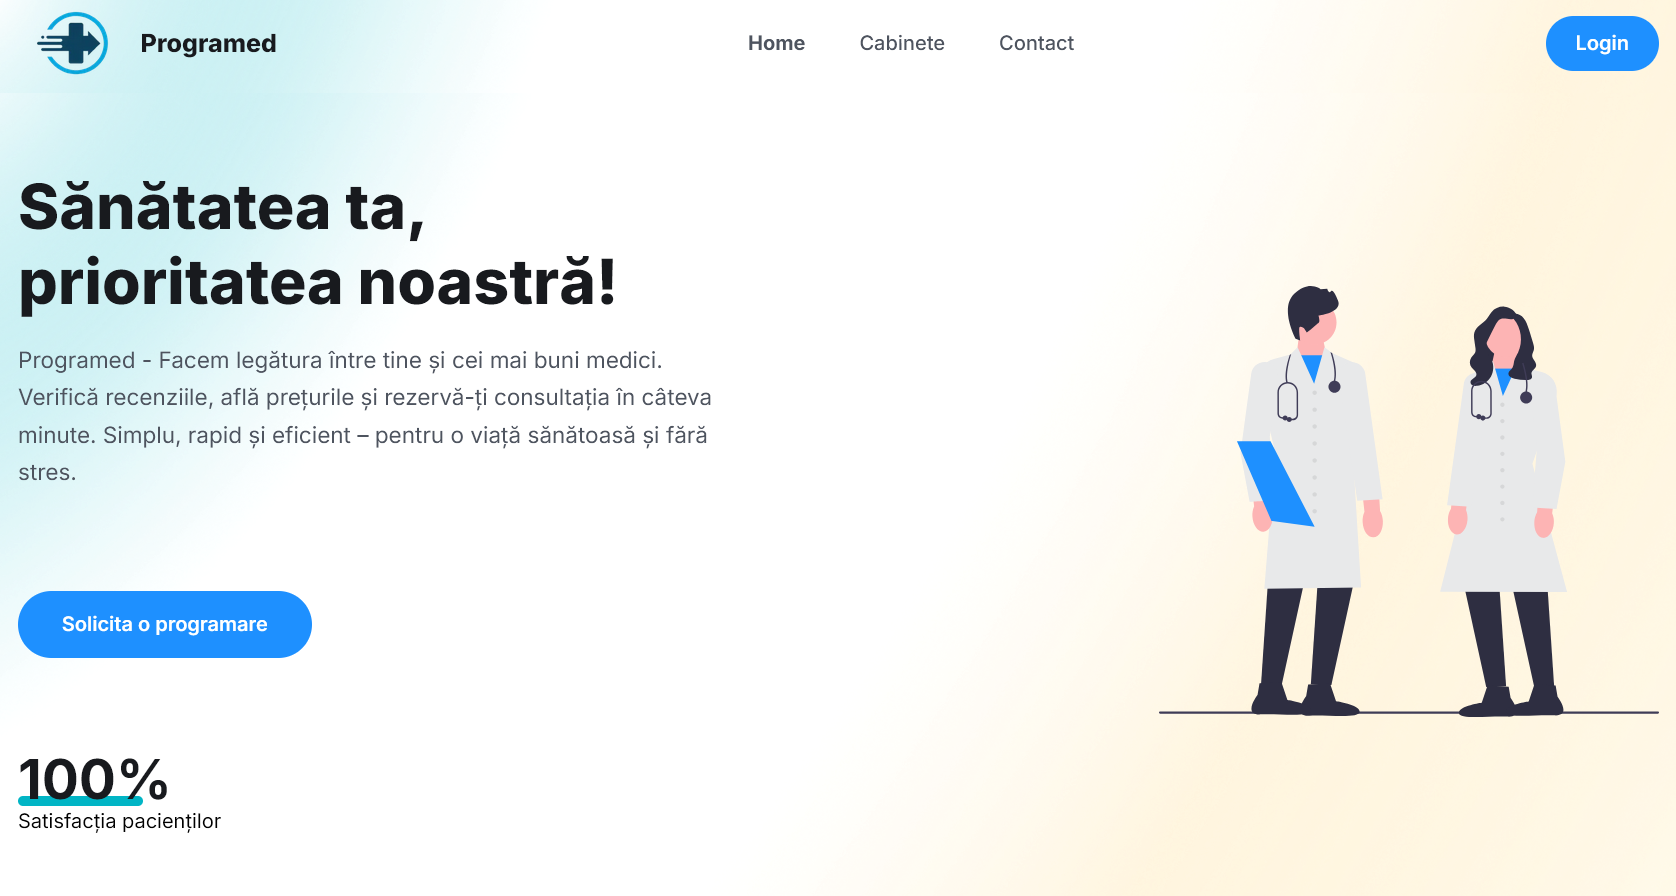 Programed
Home
Cabinete
Contact
Login
Sănătatea ta,
prioritatea noastră!
Programed - Facem legătura între tine și cei mai buni medici.
Verifică recenziile, află prețurile și rezervă-ți consultația în câteva
minute. Simplu, rapid și eficient – pentru o viață sănătoasă și fără
stres.
Solicita o programare
100%
Satisfacția pacienților